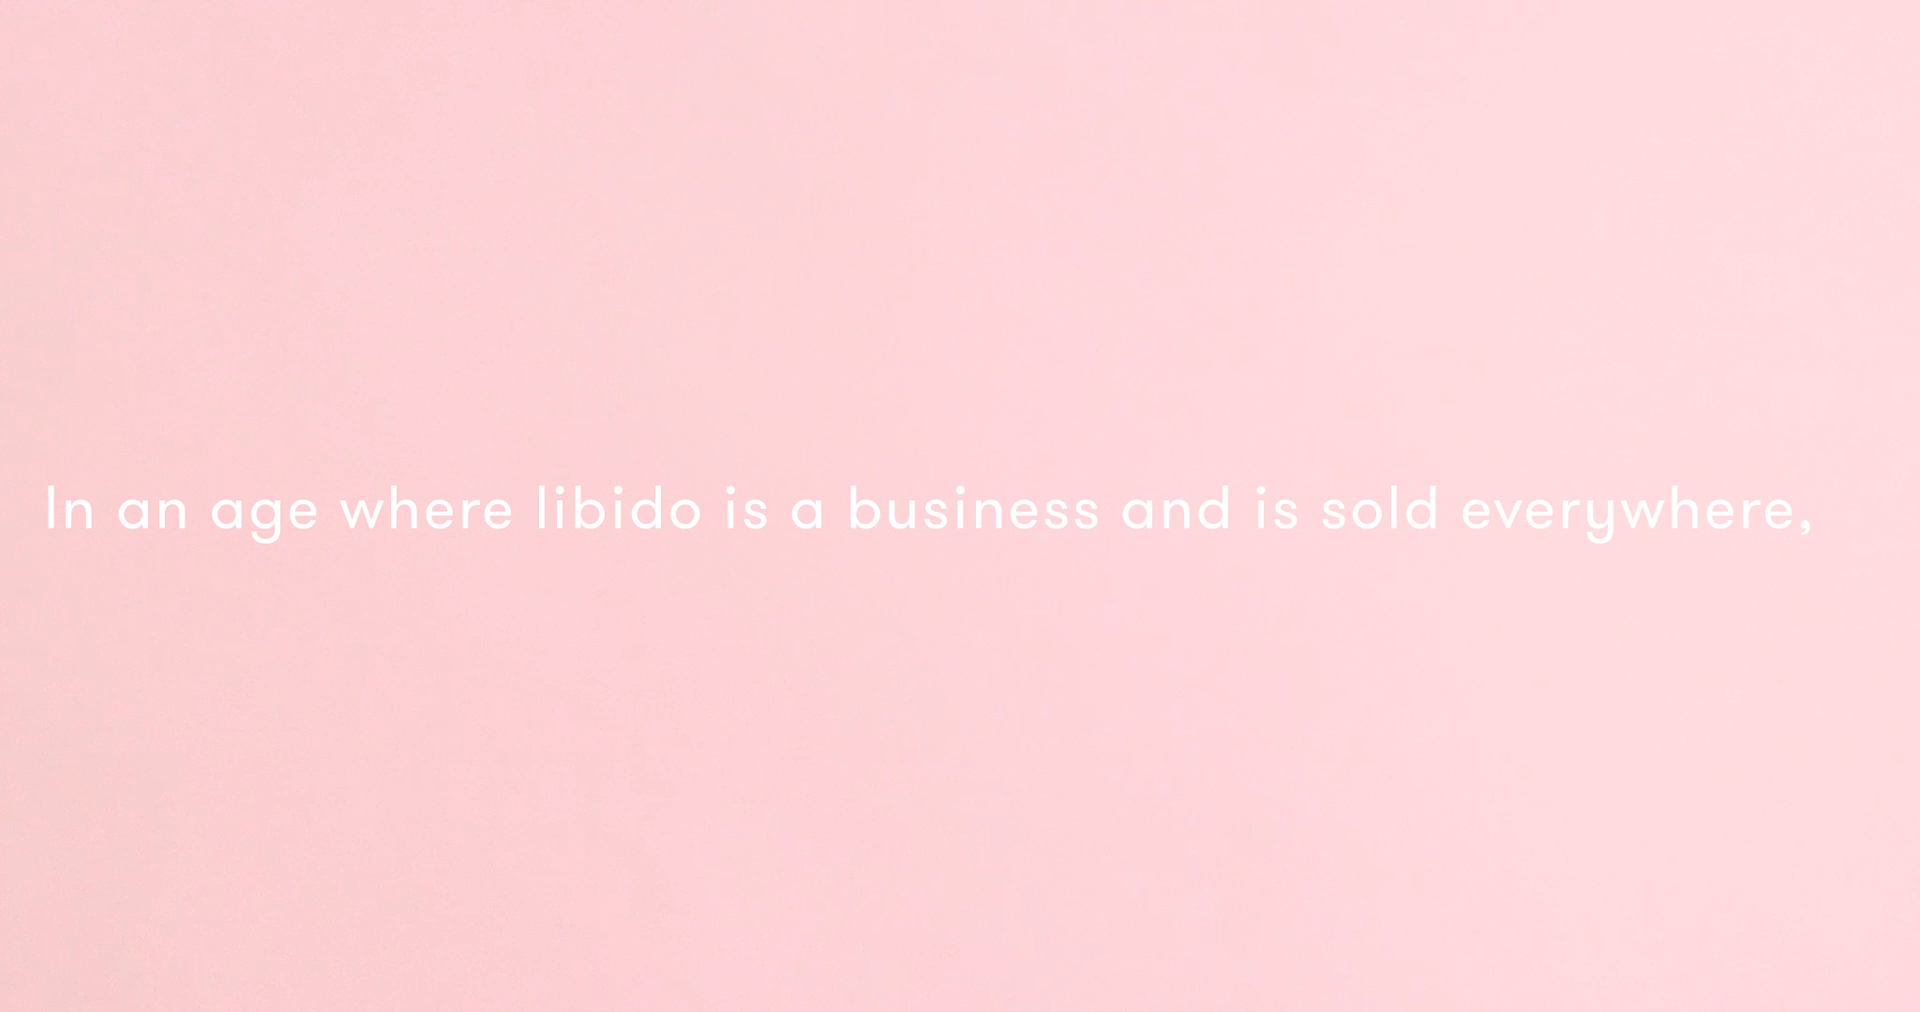 In an age where libido is a business and is sold everywhere,